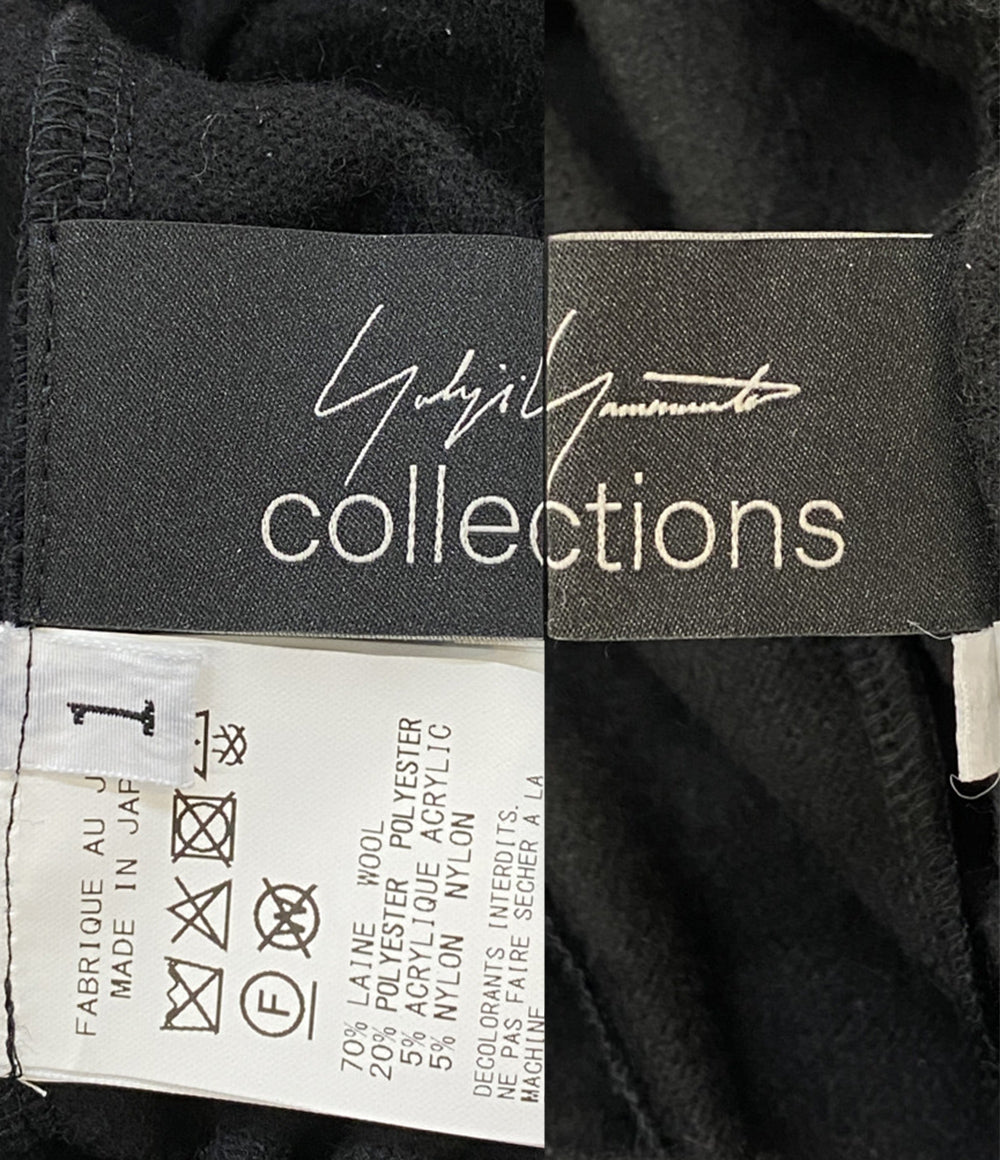 Yohji Yamamoto
collections
1
FABRIQUE AU J
MADE IN JAP
W
F
70% LAINE WOOL
20% POLYESTER POLYESTER
5% ACRYLIQUE ACRYLIC
5% NYLON NYLON
DECOLORANTS INTERDITS.
NE PAS FAIRE SECHER A LA
MACHINE